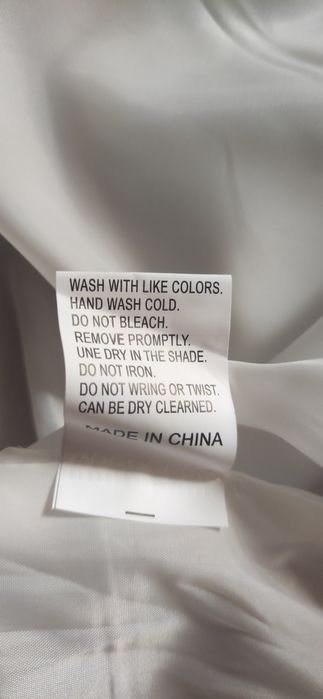 WASH WITH LIKE COLORS.
HAND WASH COLD.
DO NOT BLEACH.
REMOVE PROMPTLY.
UNE DRY IN THE SHADE.
DO NOT IRON.
DO NOT WRING OR TWIST.
CAN BE DRY CLEARNED.
MADE IN CHINA